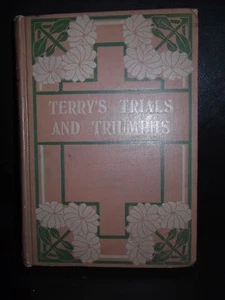 TERRY'S TRIALS
AND TRIUMPHS